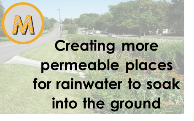 M
Creating more
permeable places
for rainwater to soak
into the ground